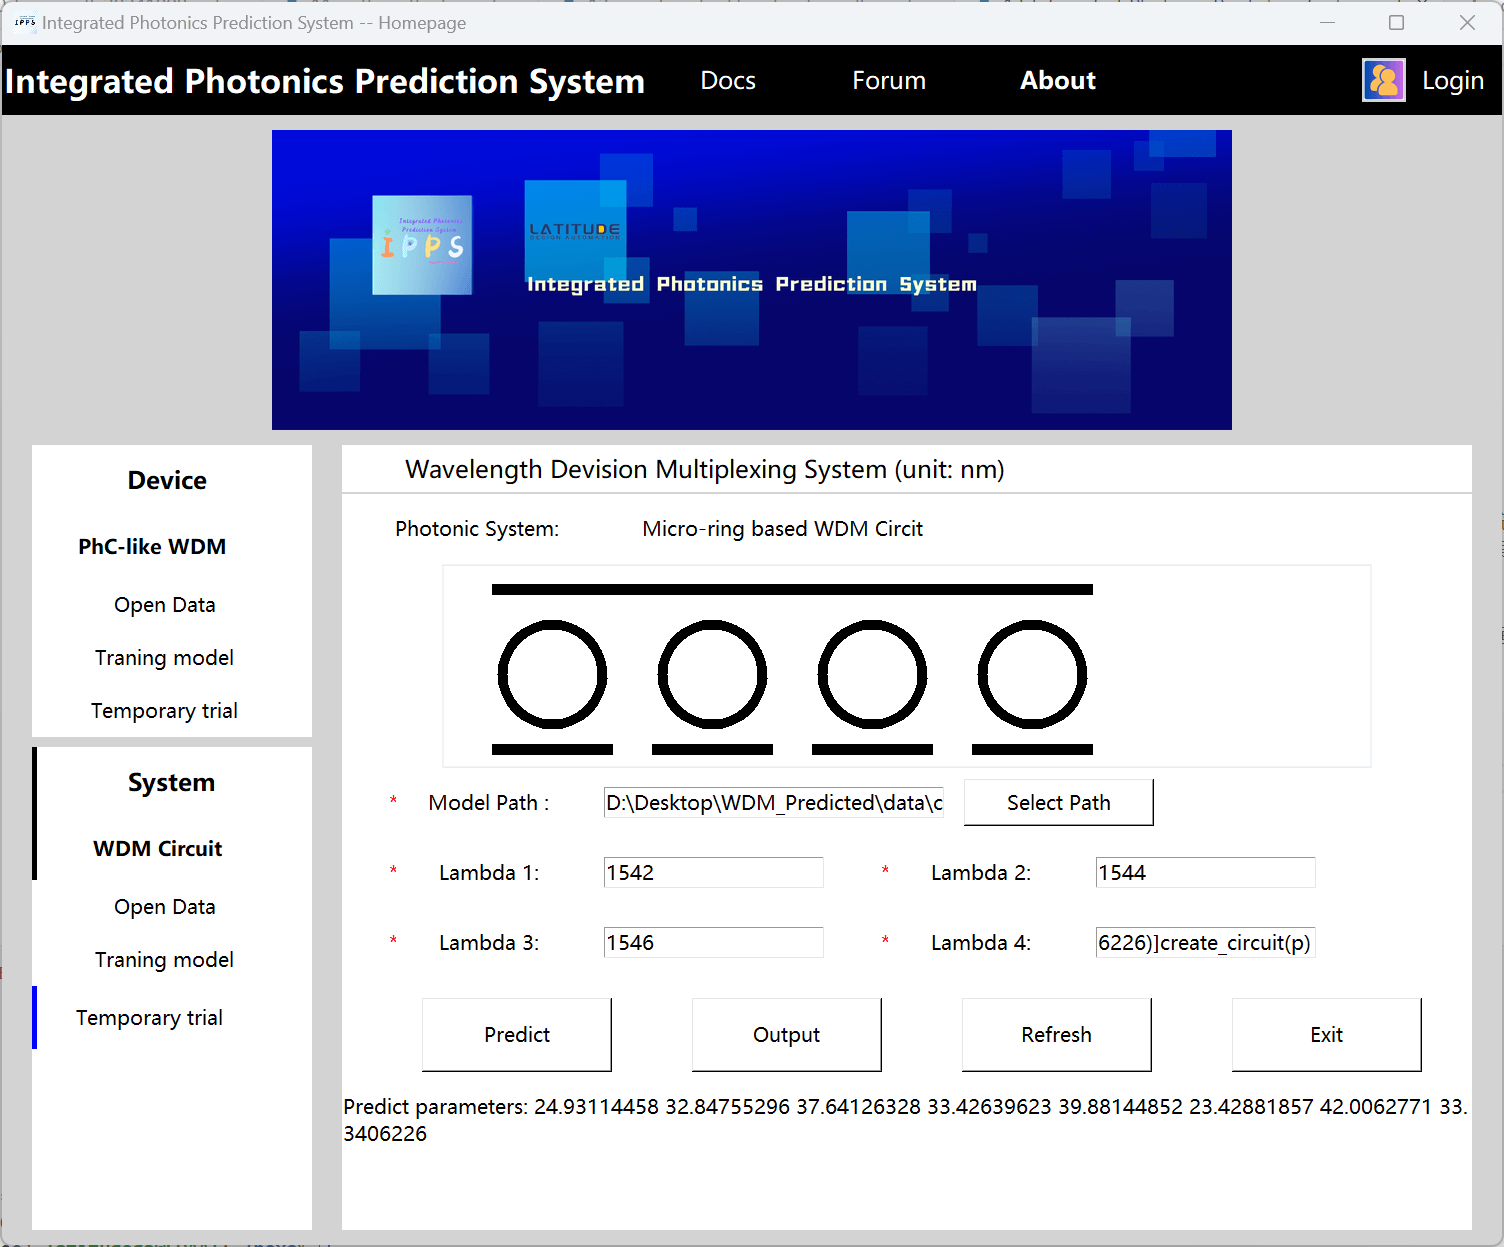 IPPS Integrated Photonics Prediction System -- Homepage
Integrated Photonics Prediction System Docs Forum About Login
Integrated Photonics
Prediction System
iPPS
LATITUDE
DESIGN AUTOMATION
Integrated Photonics Prediction System
Device
PhC-like WDM
Open Data
Traning model
Temporary trial
System
WDM Circuit
Open Data
Traning model
Temporary trial
Wavelength Devision Multiplexing System (unit: nm)
Photonic System: Micro-ring based WDM Circit
* Model Path : D:\Desktop\WDM_Predicted\data\c Select Path
* Lambda 1: 1542 * Lambda 2: 1544
* Lambda 3: 1546 * Lambda 4: 6226)]create_circuit(p)
Predict Output Refresh Exit
Predict parameters: 24.93114458 32.84755296 37.64126328 33.42639623 39.88144852 23.42881857 42.0062771 33.
3406226